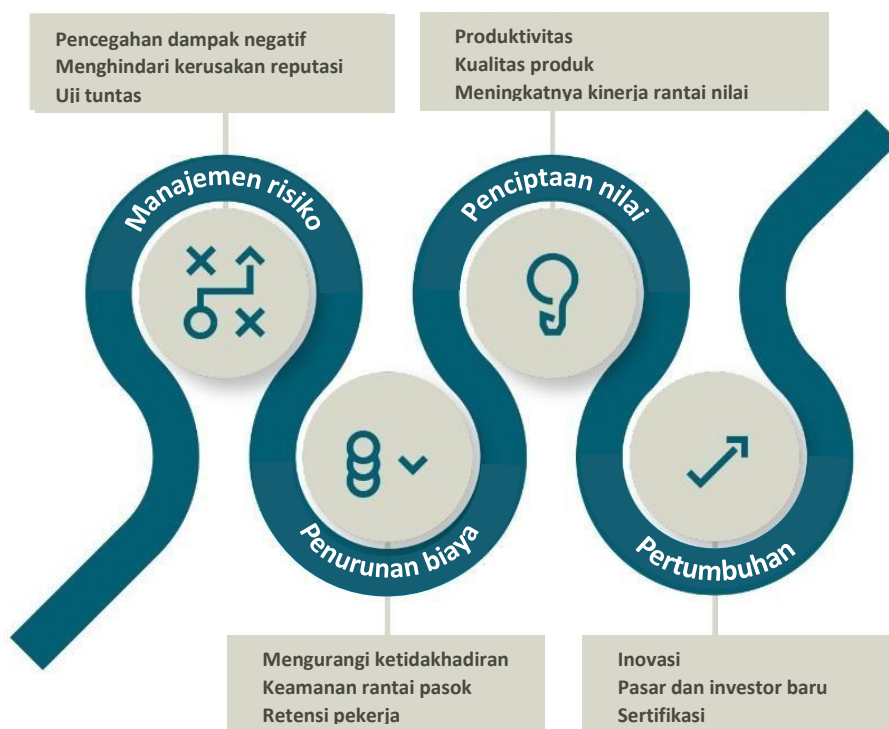 Pencegahan dampak negatif
Menghindari kerusakan reputasi
Uji tuntas
Produktivitas
Kualitas produk
Meningkatnya kinerja rantai nilai
Manajemen risiko
Penciptaan nilai
Penurunan biaya
Pertumbuhan
Mengurangi ketidakhadiran
Keamanan rantai pasok
Retensi pekerja
Inovasi
Pasar dan investor baru
Sertifikasi